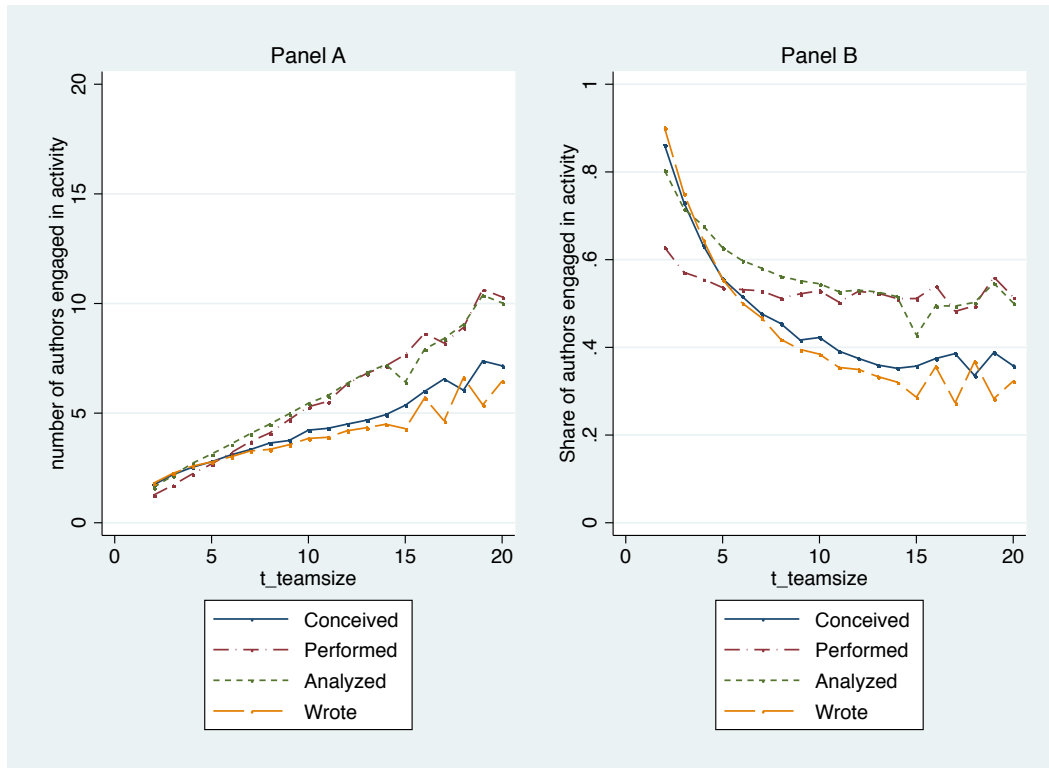 Panel A
number of authors engaged in activity
20
15
10
5
0
0 5 10 15 20
t_teamsize
Conceived
Performed
Analyzed
Wrote
Panel B
Share of authors engaged in activity
1
.8
.6
.4
.2
0
0 5 10 15 20
t_teamsize
Conceived
Performed
Analyzed
Wrote